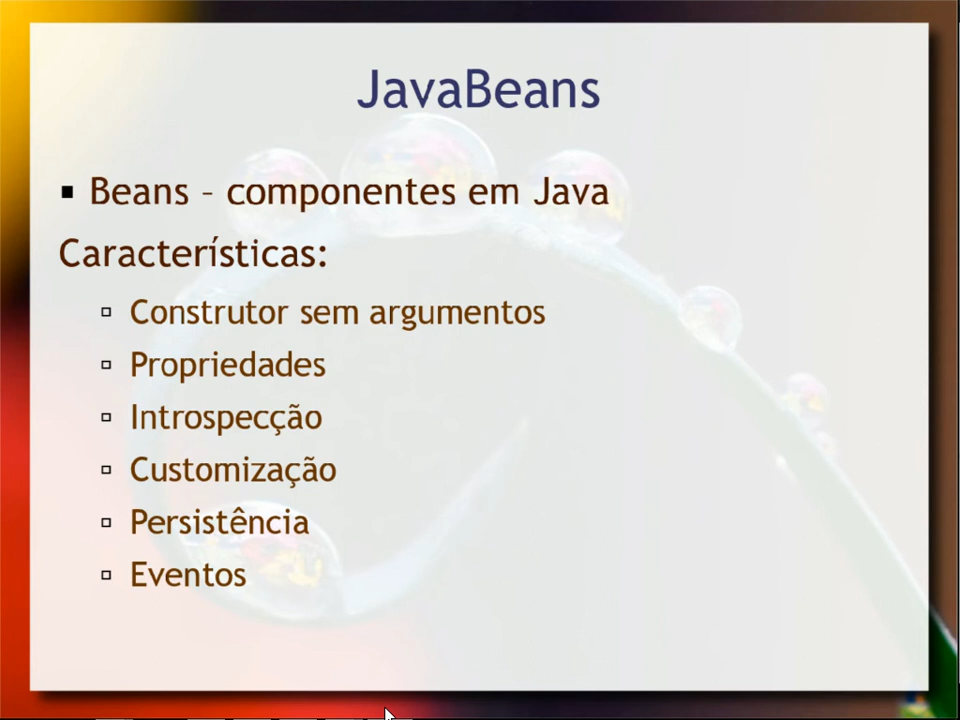 JavaBeans
▪ Beans – componentes em Java
Características:
▫ Construtor sem argumentos
▫ Propriedades
▫ Introspecção
▫ Customização
▫ Persistência
▫ Eventos